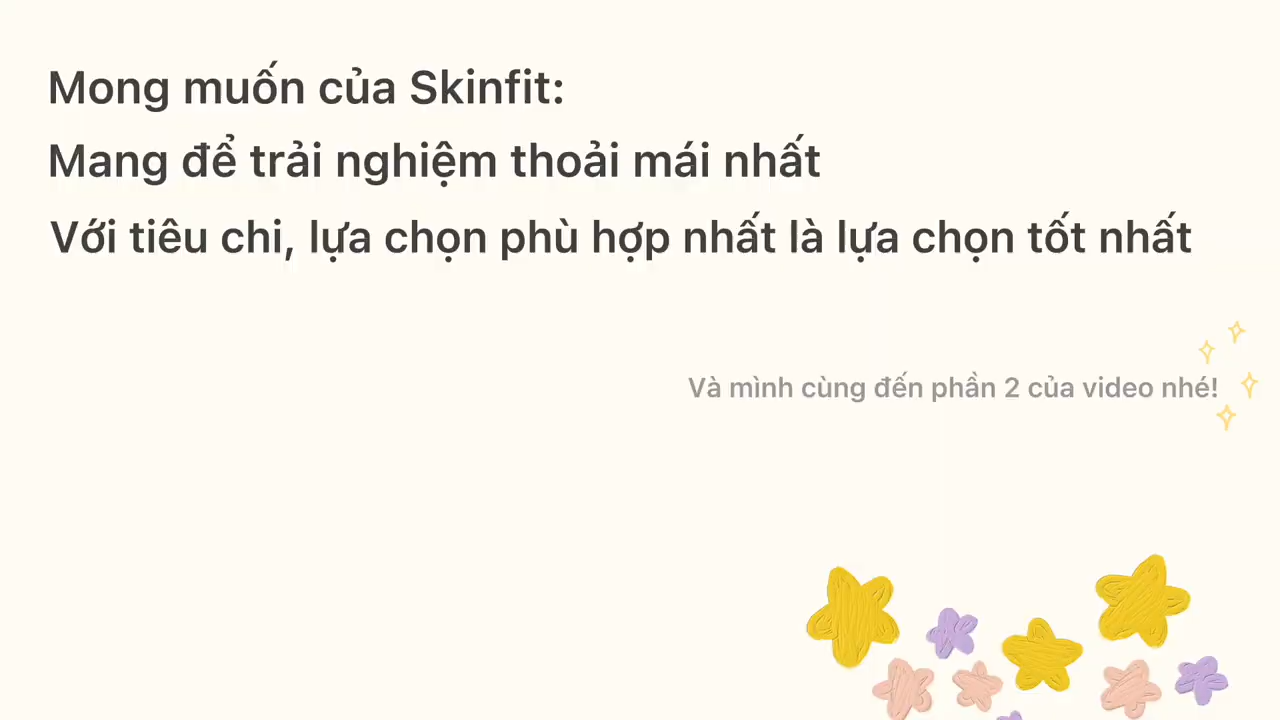 Mong muốn của Skinfit:
Mang để trải nghiệm thoải mái nhất
Với tiêu chi, lựa chọn phù hợp nhất là lựa chọn tốt nhất
Và mình cùng đến phần 2 của video nhé!